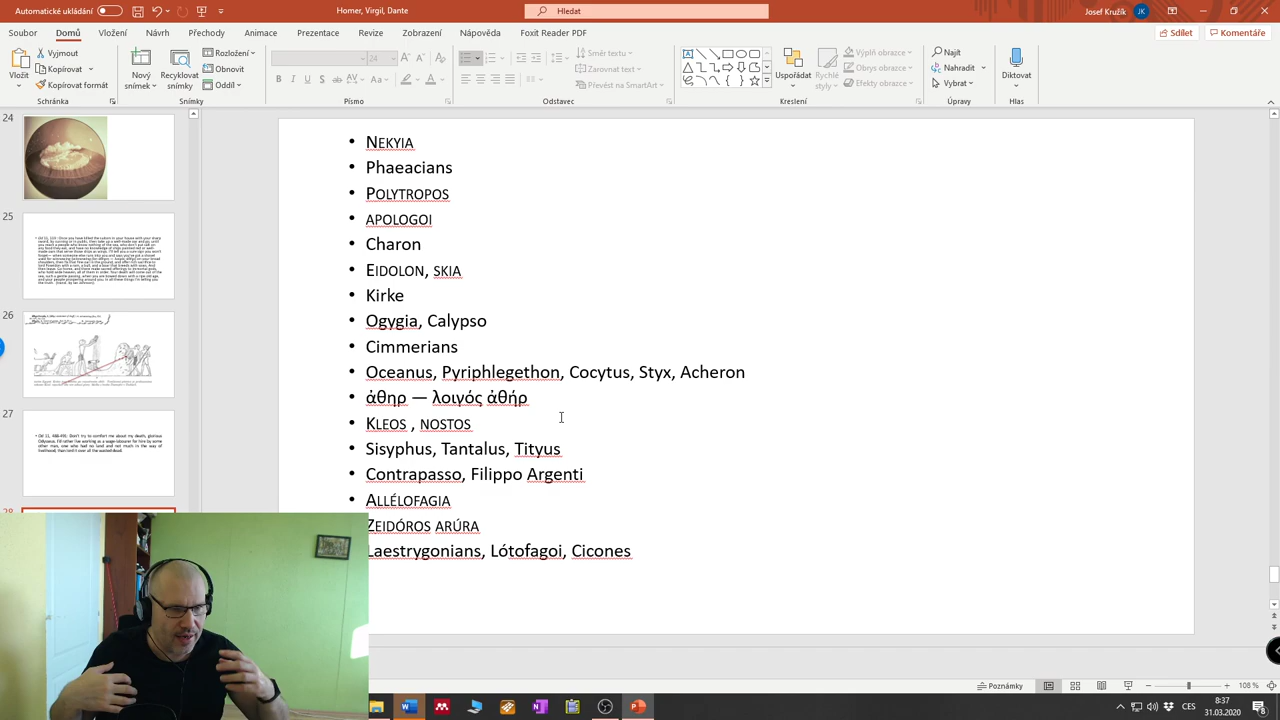 Automatické ukládání
Homer, Virgil, Dante
Hledat
Josef Kružík
JK
Soubor
Domů
Vložení
Návrh
Přechody
Animace
Prezentace
Revize
Zobrazení
Nápověda
Foxit Reader PDF
Sdílet
Komentáře
Vložit
Vyjmout
Kopírovat
Kopírovat formát
Schránka
Nový snímek
Recyklovat snímky
Rozložení
Obnovit
Oddíl
Snímky
24
Písmo
Směr textu
Zarovnat text
Převést na SmartArt
Odstavec
Uspořádat
Rychlé styly
Výplň obrazce
Obrys obrazce
Efekty obrazce
Kreslení
Najít
Nahradit
Vybrat
Úpravy
Diktovat
Hlas
24
25
26
27
28
• NEKYIA
• Phaeacians
• POLYTROPOS
• APOLOGOI
• Charon
• EIDOLON, SKIA
• Kirke
• Ogygia, Calypso
• Cimmerians
• Oceanus, Pyriphlegethon, Cocytus, Styx, Acheron
• ἀθηρ — λοιγός ἀθήρ
• KLEOS , NOSTOS
• Sisyphus, Tantalus, Tityus
• Contrapasso, Filippo Argenti
• ALLÉLOFAGIA
ZEIDÓROS ARÚRA
Laestrygonians, Lótofagoi, Cicones
Poznámky
108 %
CES
8:37
31.03.2020